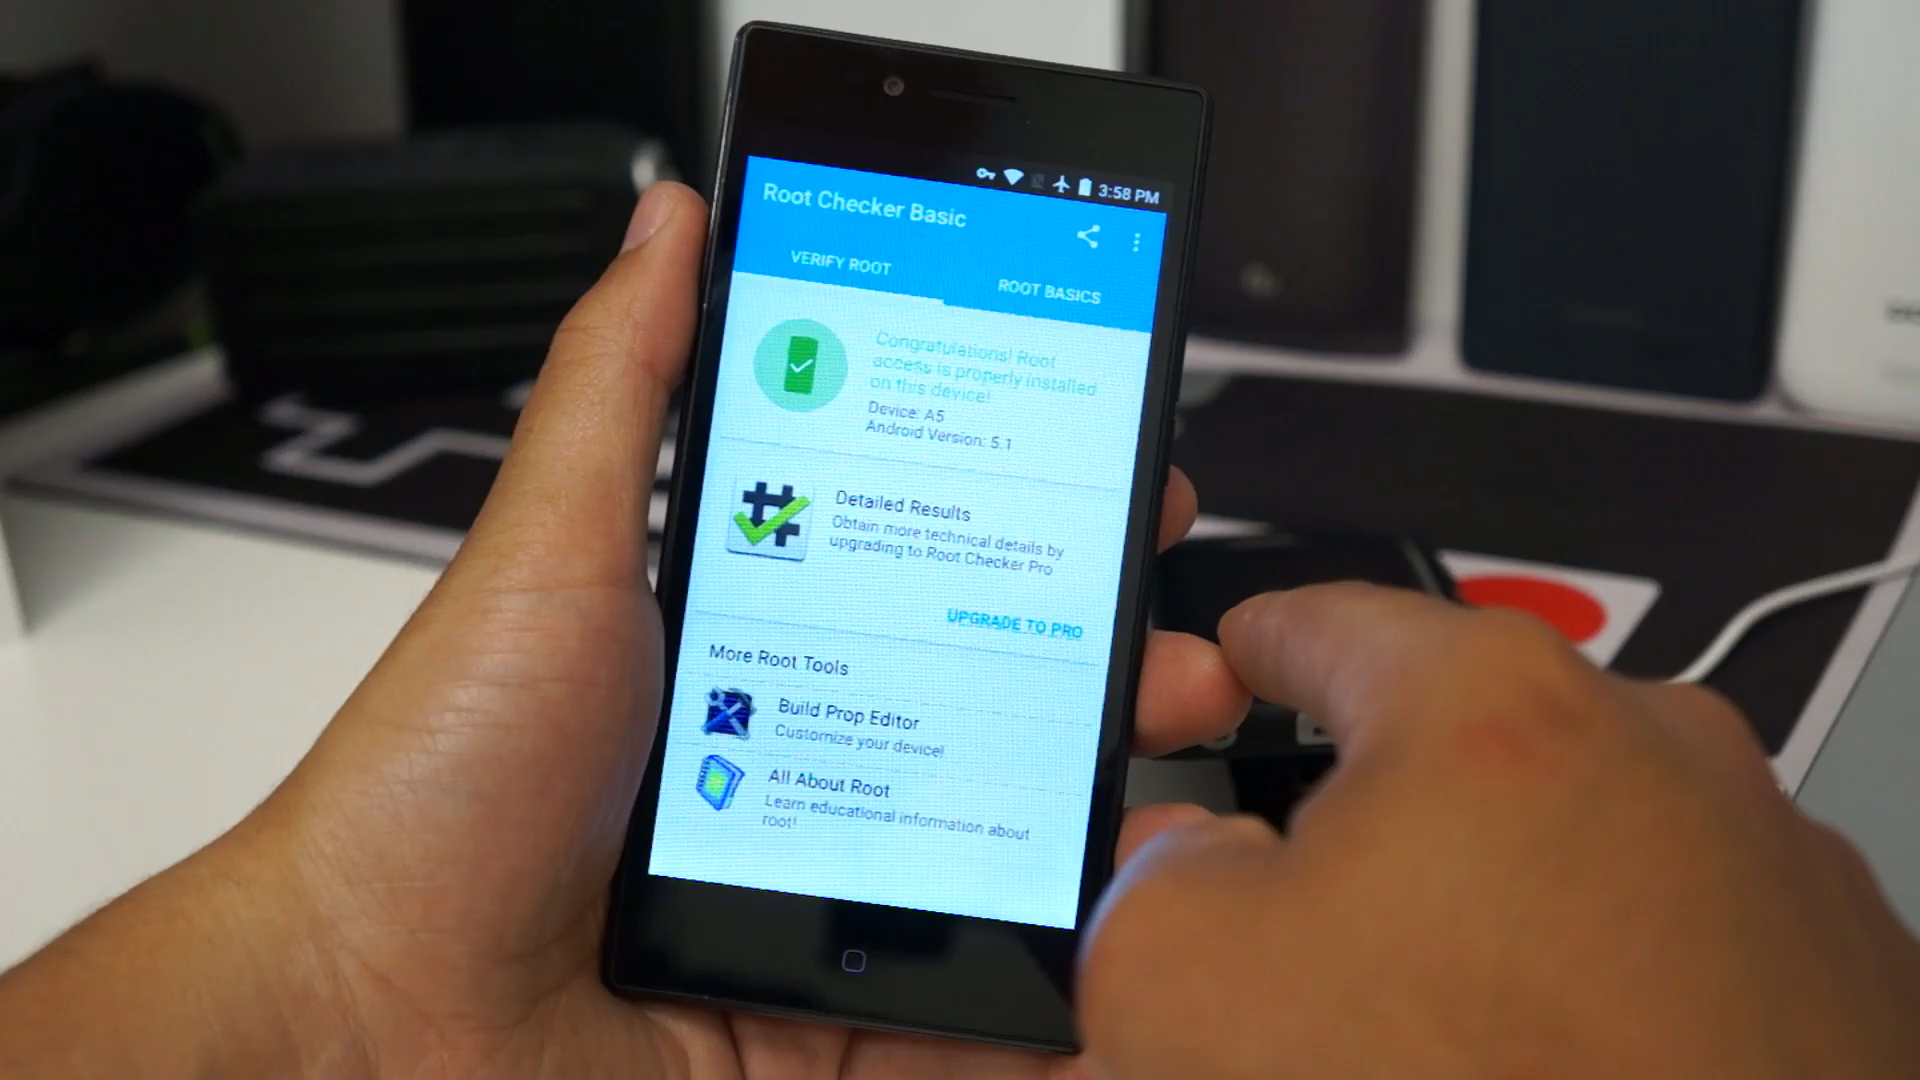 3:58 PM
Root Checker Basic
VERIFY ROOT
ROOT BASICS
Congratulations! Root
access is properly installed
on this device!
Device: A5
Android Version: 5.1
Detailed Results
Obtain more technical details by
upgrading to Root Checker Pro
UPGRADE TO PRO
More Root Tools
Build Prop Editor
Customize your device!
All About Root
Learn educational information about
root!